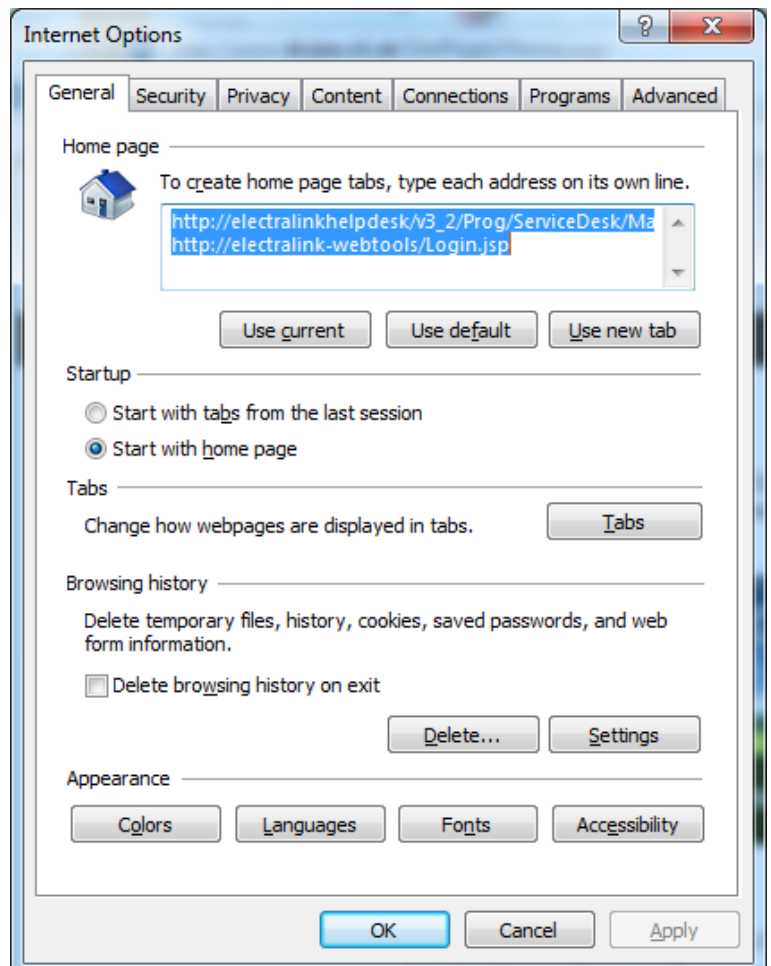 Internet Options
General Security Privacy Content Connections Programs Advanced
Home page
To create home page tabs, type each address on its own line.
http://electralinkhelpdesk/v3_2/Prog/ServiceDesk/Ma
http://electralink-webtools/Login.jsp
Use current Use default Use new tab
Startup
Start with tabs from the last session
Start with home page
Tabs
Change how webpages are displayed in tabs. Tabs
Browsing history
Delete temporary files, history, cookies, saved passwords, and web
form information.
Delete browsing history on exit
Delete... Settings
Appearance
Colors Languages Fonts Accessibility
OK Cancel Apply